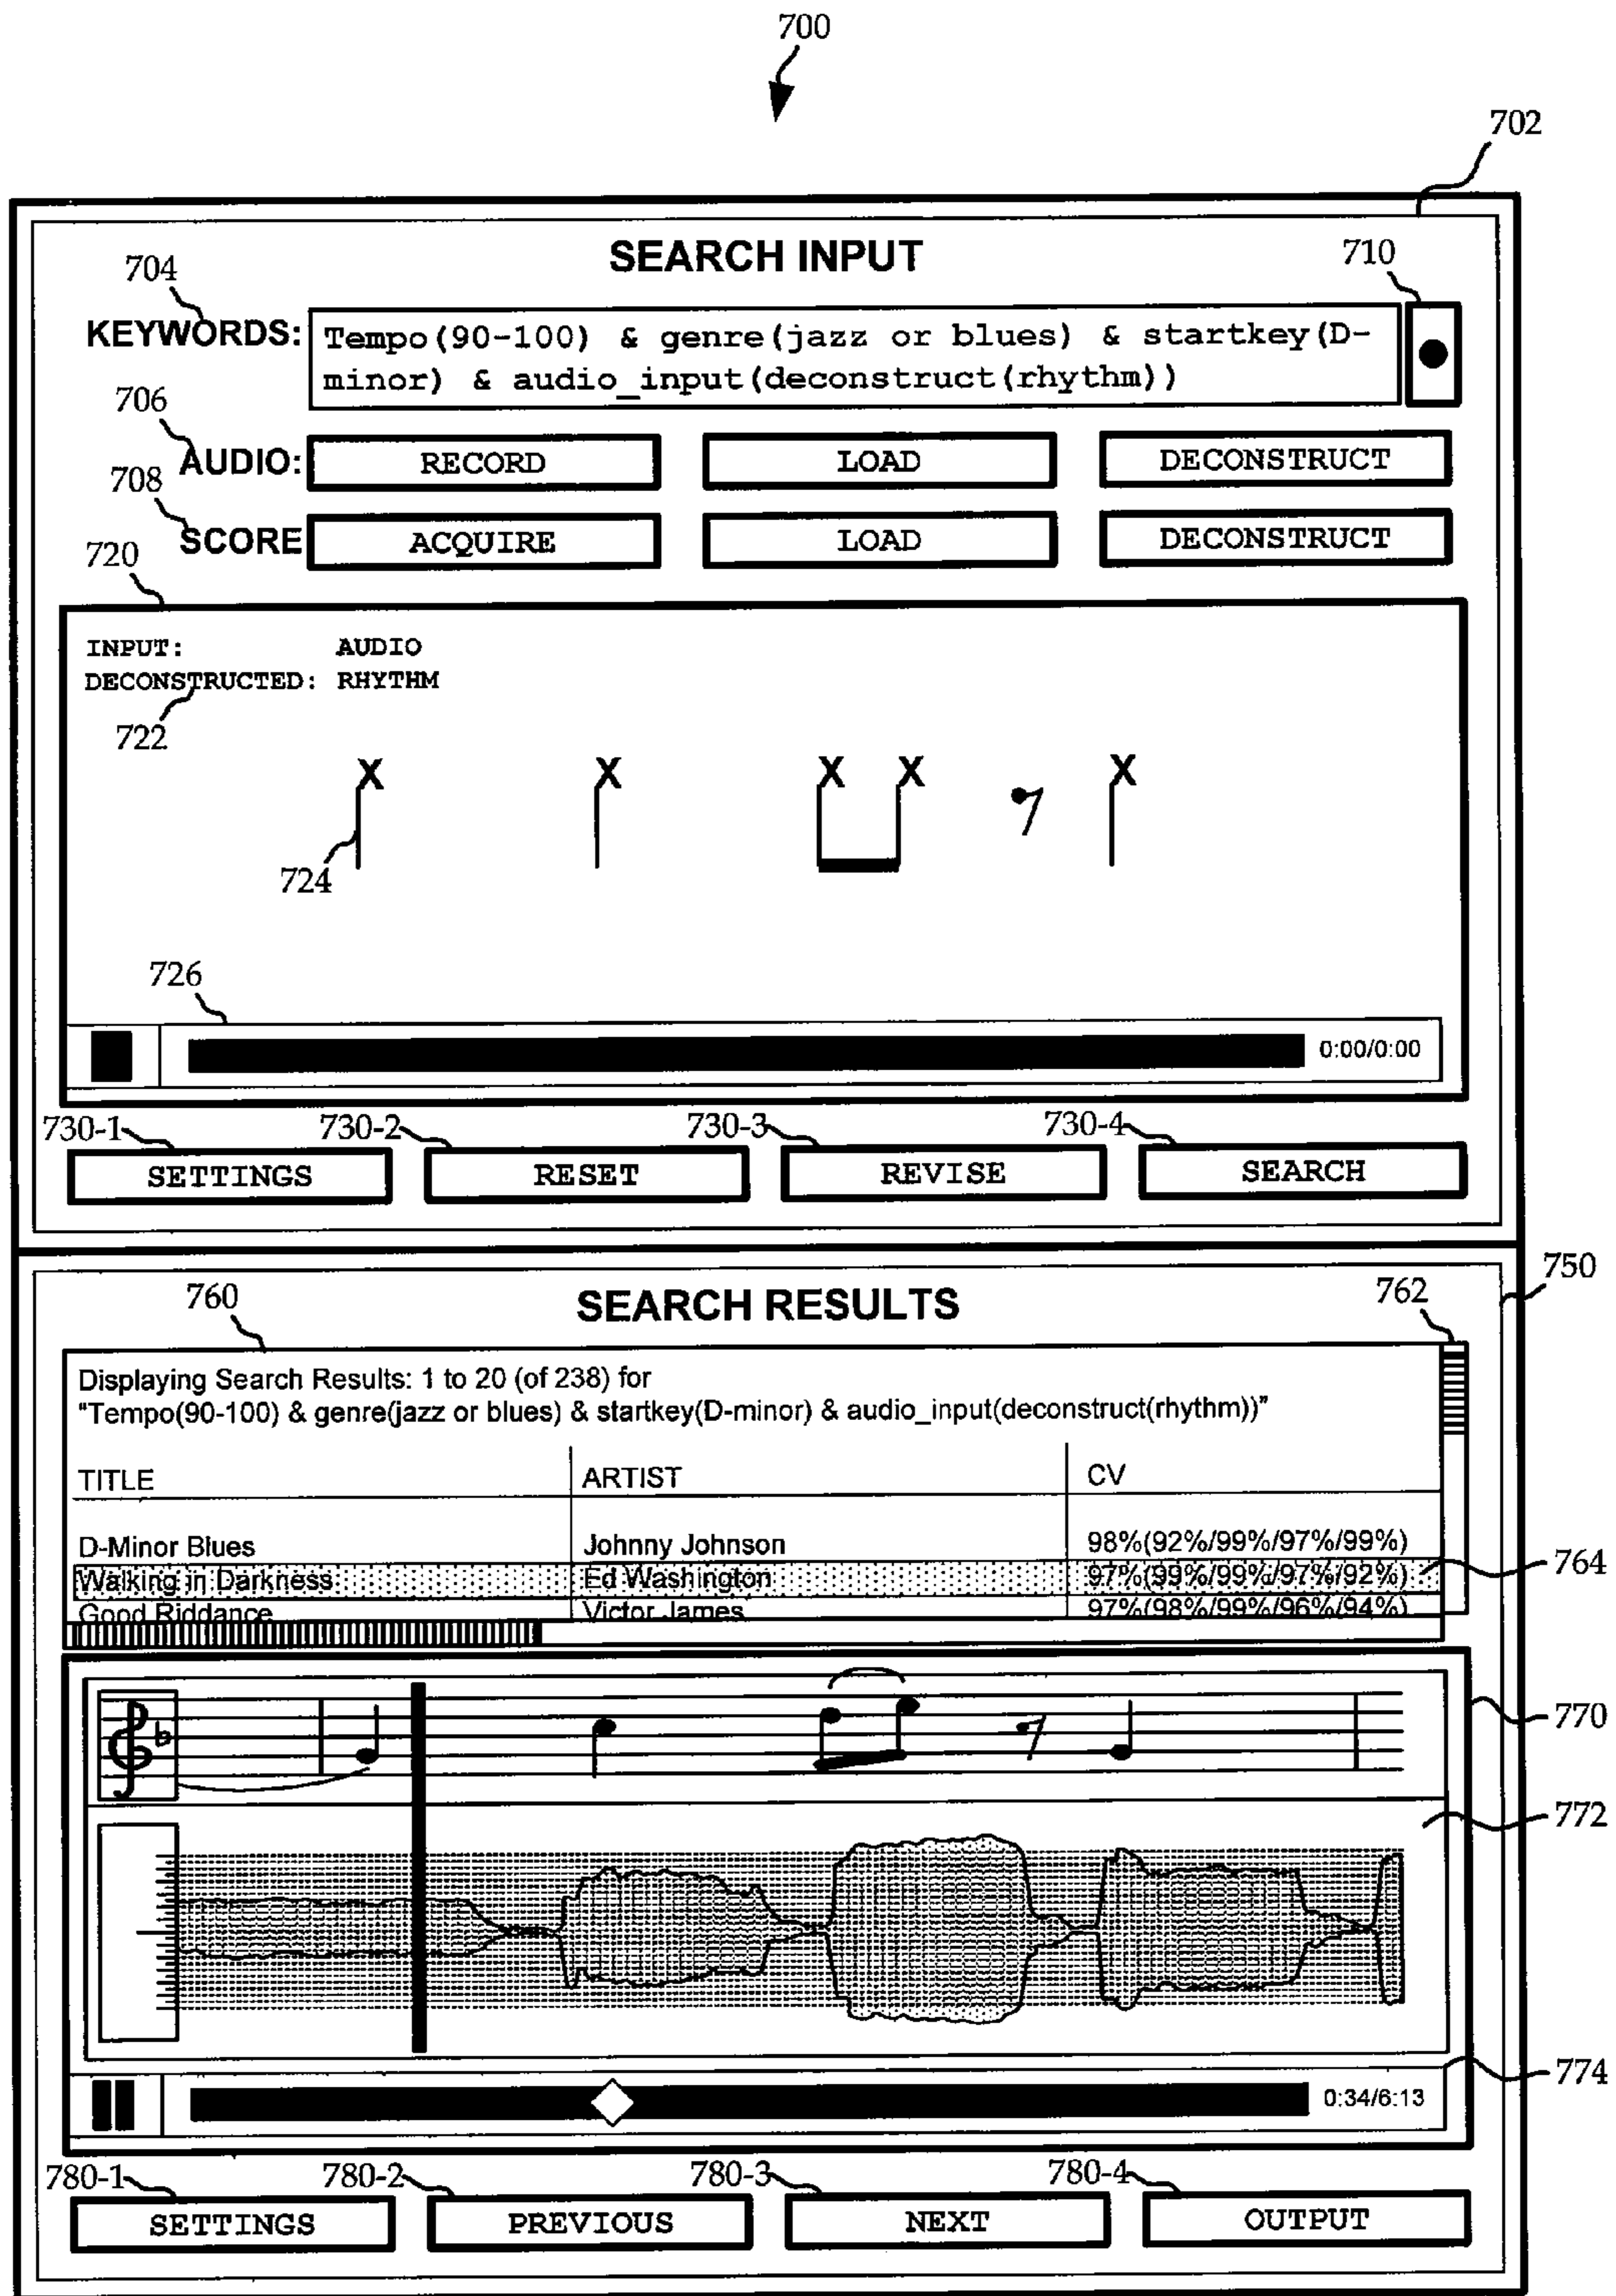 700
702
SEARCH INPUT
704
710
KEYWORDS:
Tempo(90-100) & genre(jazz or blues) & startkey(D-
minor) & audio_input(deconstruct(rhythm))
706
AUDIO: RECORD LOAD DECONSTRUCT
708
SCORE ACQUIRE LOAD DECONSTRUCT
720
INPUT: AUDIO
DECONSTRUCTED: RHYTHM
722
X X X X X
724
726
0:00/0:00
730-1 730-2 730-3 730-4
SETTINGS RESET REVISE SEARCH
750
760
SEARCH RESULTS
762
Displaying Search Results: 1 to 20 (of 238) for
"Tempo(90-100) & genre(jazz or blues) & startkey(D-minor) & audio_input(deconstruct(rhythm))"
TITLE ARTIST CV
D-Minor Blues Johnny Johnson 98%(92%/99%/97%/99%)
Walking in Darkness Ed Washington 97%(99%/99%/97%/92%) 764
Good Riddance Victor James 97%(98%/99%/96%/94%)
770
772
774
0:34/6:13
780-1 780-2 780-3 780-4
SETTINGS PREVIOUS NEXT OUTPUT